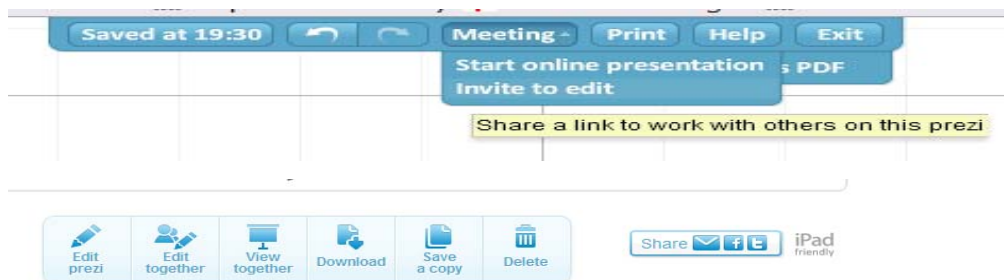 Saved at 19:30 Meeting Print Help Exit
Start online presentation s PDF
Invite to edit
Share a link to work with others on this prezi
Edit prezi
Edit together
View together
Download
Save a copy
Delete
Share
iPad friendly